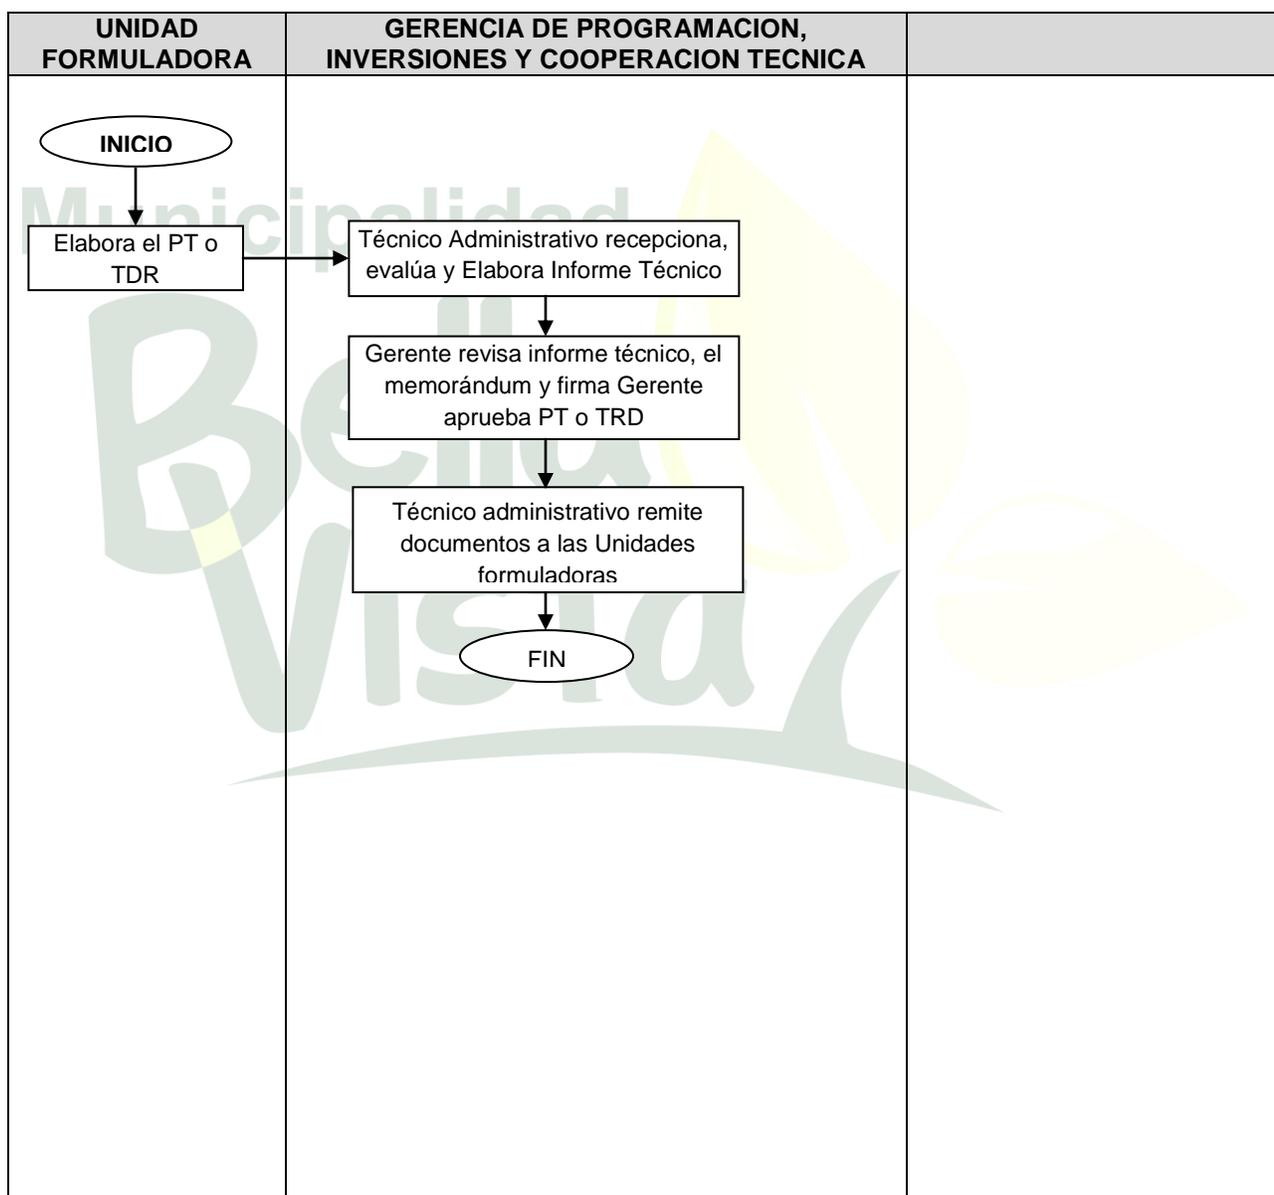 UNIDAD
FORMULADORA
GERENCIA DE PROGRAMACION,
INVERSIONES Y COOPERACION TECNICA
INICIO
Elabora el PT o
TDR
Técnico Administrativo recepciona,
evalúa y Elabora Informe Técnico
Gerente revisa informe técnico, el
memorándum y firma Gerente
aprueba PT o TRD
Técnico administrativo remite
documentos a las Unidades
formuladoras
FIN
Municipalidad
Bella
Vista